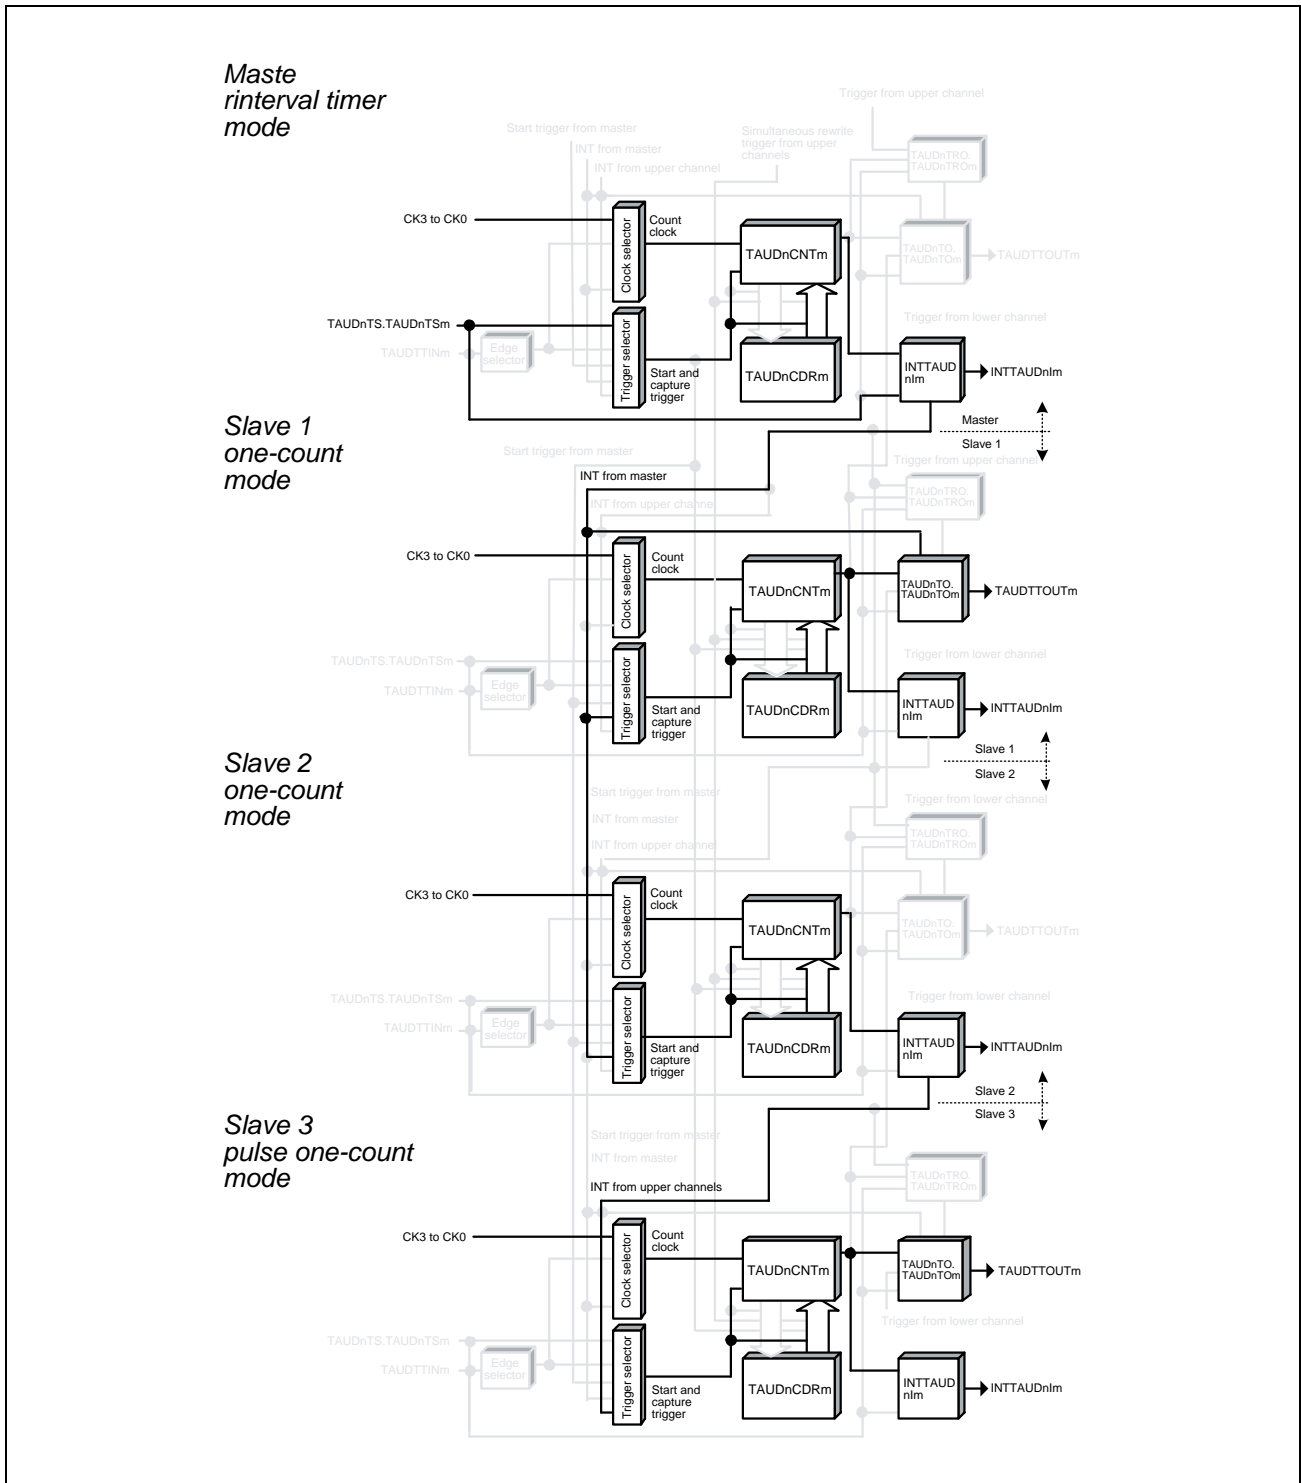 Maste
rinterval timer
mode
Trigger from upper channel
Start trigger from master
INT from master
INT from upper channel
Simultaneous rewrite
trigger from upper
channels
TAUDnTRO.
TAUDnTROm
CK3 to CK0
Clock selector
Count
clock
TAUDnCNTm
TAUDnTO.
TAUDnTOm
TAUDTTOUTm
TAUDnTS.TAUDnTSm
TAUDTTINm
Edge
selector
Trigger selector
Start and
capture
trigger
TAUDnCDRm
Trigger from lower channel
INTTAUD
nIm
INTTAUDnIm
Master
Slave 1
Slave 1
one-count
mode
Start trigger from master
INT from master
INT from upper channel
Trigger from upper channel
TAUDnTRO.
TAUDnTROm
CK3 to CK0
Clock selector
Count
clock
TAUDnCNTm
TAUDnTO.
TAUDnTOm
TAUDTTOUTm
TAUDnTS.TAUDnTSm
TAUDTTINm
Edge
selector
Trigger selector
Start and
capture
trigger
TAUDnCDRm
Trigger from lower channel
INTTAUD
nIm
INTTAUDnIm
Slave 1
Slave 2
Slave 2
one-count
mode
Start trigger from master
INT from master
INT from upper channel
Trigger from lower channel
TAUDnTRO.
TAUDnTROm
CK3 to CK0
Clock selector
Count
clock
TAUDnCNTm
TAUDnTO.
TAUDnTOm
TAUDTTOUTm
TAUDnTS.TAUDnTSm
TAUDTTINm
Edge
selector
Trigger selector
Start and
capture
trigger
TAUDnCDRm
Trigger from lower channel
INTTAUD
nIm
INTTAUDnIm
Slave 2
Slave 3
Slave 3
pulse one-count
mode
Start trigger from master
INT from master
INT from upper channels
TAUDnTRO.
TAUDnTROm
CK3 to CK0
Clock selector
Count
clock
TAUDnCNTm
TAUDnTO.
TAUDnTOm
TAUDTTOUTm
Trigger from lower channel
TAUDnTS.TAUDnTSm
TAUDTTINm
Edge
selector
Trigger selector
Start and
capture
trigger
TAUDnCDRm
INTTAUD
nIm
INTTAUDnIm